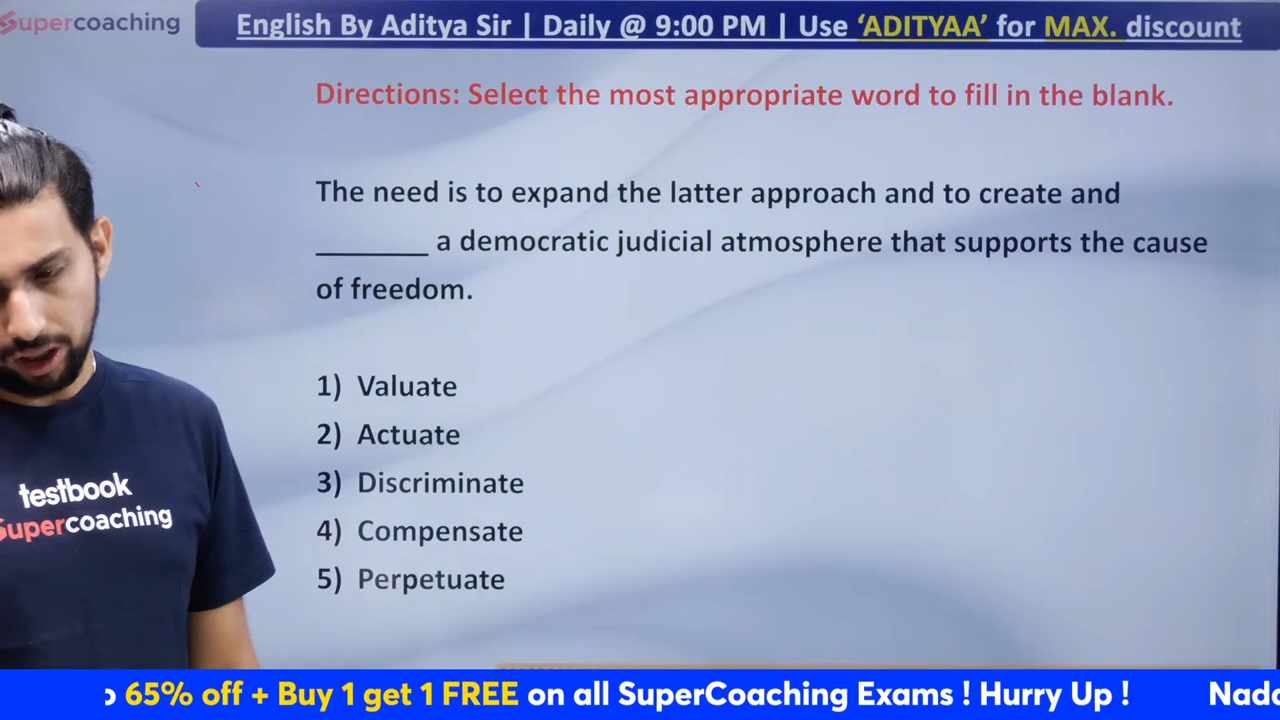 Supercoaching
English By Aditya Sir | Daily @ 9:00 PM | Use ‘ADITYAA’ for MAX. discount
Directions: Select the most appropriate word to fill in the blank.
The need is to expand the latter approach and to create and
_______ a democratic judicial atmosphere that supports the cause
of freedom.
1) Valuate
2) Actuate
3) Discriminate
4) Compensate
5) Perpetuate
testbook
Supercoaching
65% off + Buy 1 get 1 FREE on all SuperCoaching Exams ! Hurry Up !